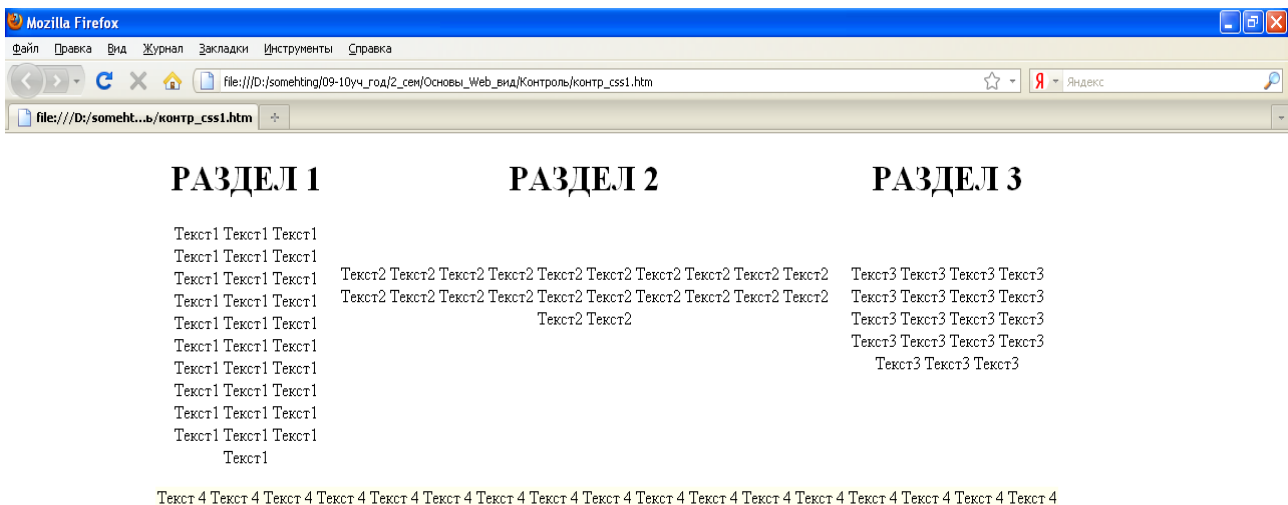 Mozilla Firefox
Файл Правка Вид Журнал Закладки Инструменты Справка
file:///D:/somehting/09-10уч_год/2_сем/Основы_Web_вид/Контроль/контр_css1.htm
Я Яндекс
file:///D:/someht...ь/контр_css1.htm
РАЗДЕЛ 1 РАЗДЕЛ 2 РАЗДЕЛ 3
Текст1 Текст1 Текст1
Текст1 Текст1 Текст1
Текст1 Текст1 Текст1
Текст1 Текст1 Текст1
Текст1 Текст1 Текст1
Текст1 Текст1 Текст1
Текст1 Текст1 Текст1
Текст1 Текст1 Текст1
Текст1 Текст1 Текст1
Текст1 Текст1 Текст1
Текст1
Текст2 Текст2 Текст2 Текст2 Текст2 Текст2 Текст2 Текст2 Текст2 Текст2
Текст2 Текст2 Текст2 Текст2 Текст2 Текст2 Текст2 Текст2 Текст2 Текст2
Текст2 Текст2
Текст3 Текст3 Текст3 Текст3
Текст3 Текст3 Текст3 Текст3
Текст3 Текст3 Текст3 Текст3
Текст3 Текст3 Текст3 Текст3
Текст3 Текст3 Текст3
Текст 4 Текст 4 Текст 4 Текст 4 Текст 4 Текст 4 Текст 4 Текст 4 Текст 4 Текст 4 Текст 4 Текст 4 Текст 4 Текст 4 Текст 4 Текст 4 Текст 4